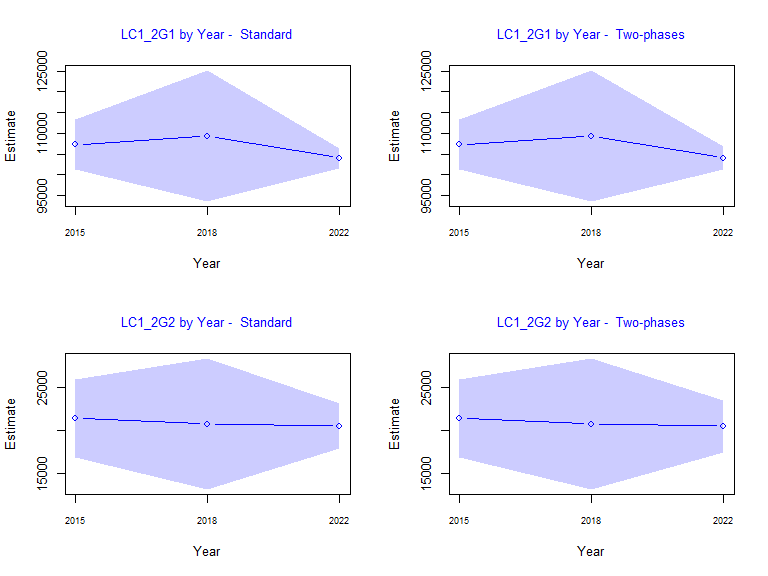 LC1_2G1 by Year -  Standard
Estimate
125000
110000
95000
2015
2018
2022
Year
LC1_2G1 by Year -  Two-phases
Estimate
125000
110000
95000
2015
2018
2022
Year
LC1_2G2 by Year -  Standard
Estimate
25000
15000
2015
2018
2022
Year
LC1_2G2 by Year -  Two-phases
Estimate
25000
15000
2015
2018
2022
Year